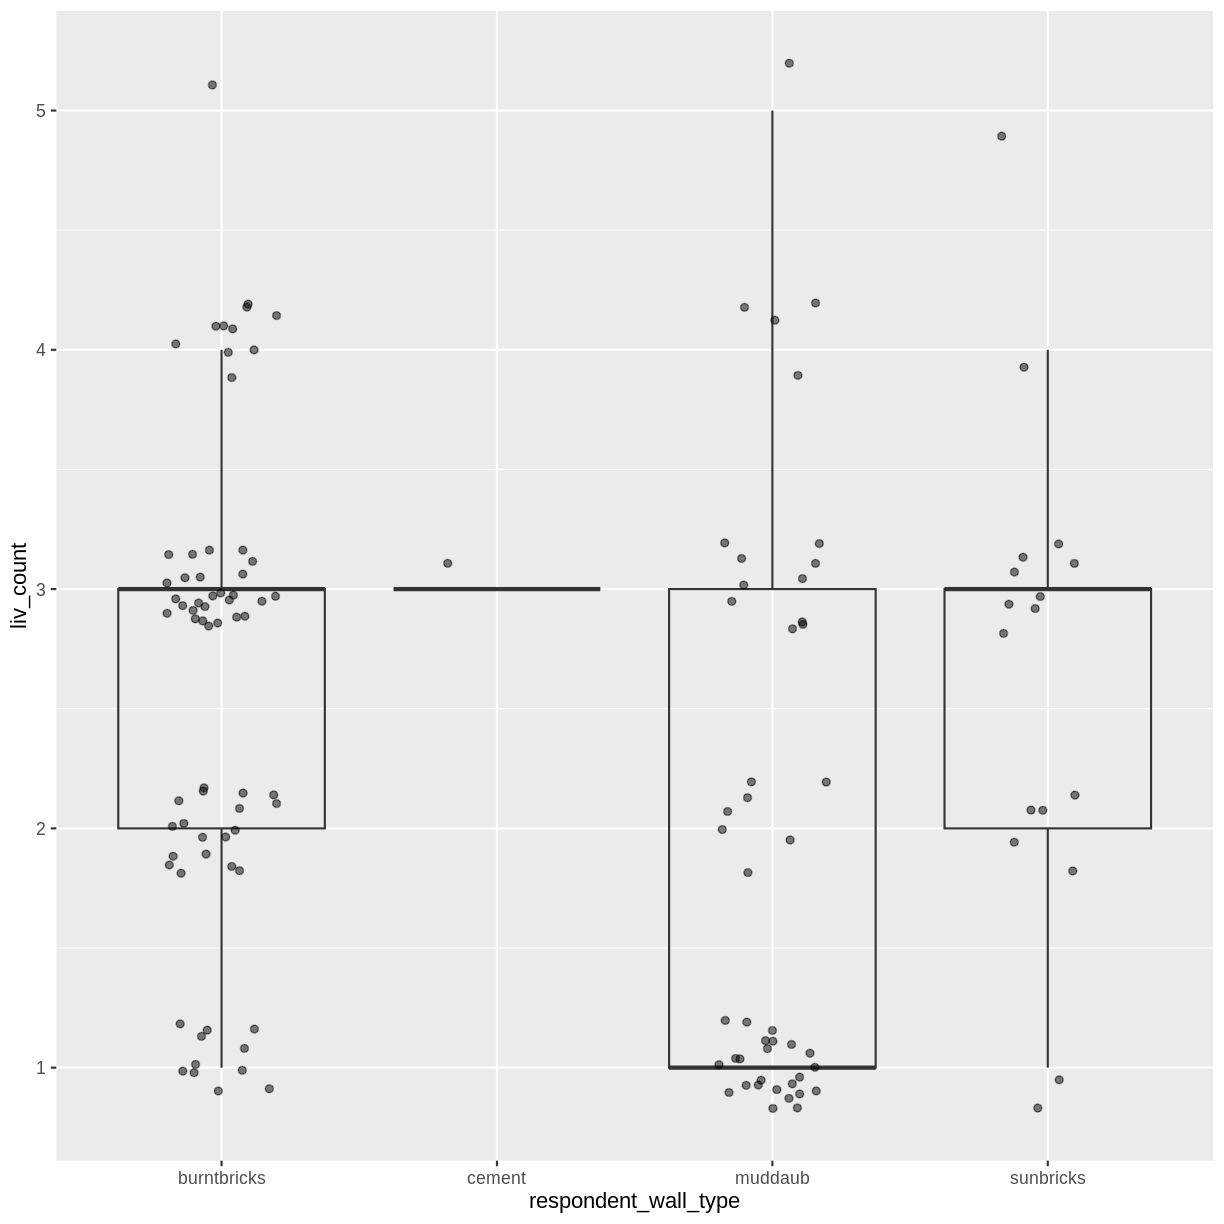 liv_count
5
4
3
2
1
burntbricks
cement
muddaub
sunbricks
respondent_wall_type